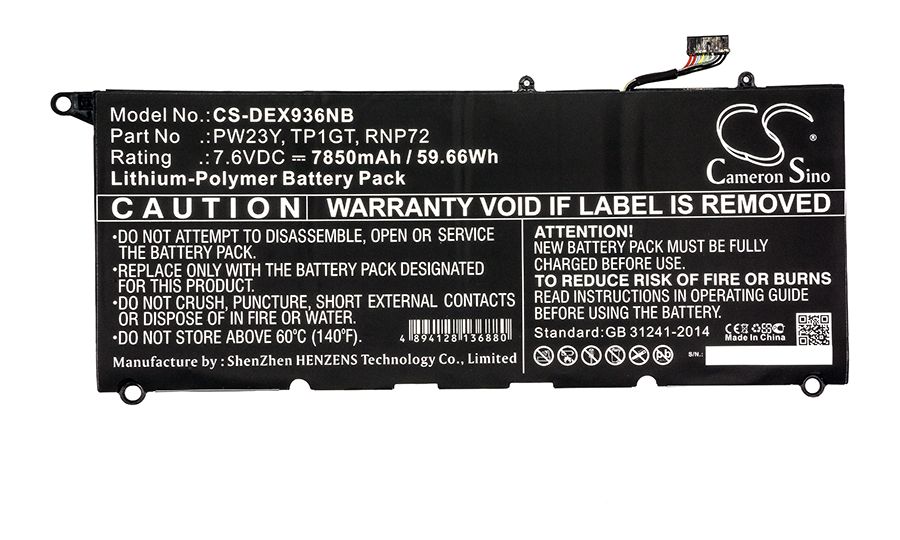 Model No.:CS-DEX936NB
Part No :PW23Y, TP1GT, RNP72
Rating :7.6VDC ⎓ 7850mAh / 59.66Wh
Lithium-Polymer Battery Pack
CS
Cameron Sino
CAUTION WARRANTY VOID IF LABEL IS REMOVED
•DO NOT ATTEMPT TO DISASSEMBLE, OPEN OR SERVICE
THE BATTERY PACK.
•REPLACE ONLY WITH THE BATTERY PACK DESIGNATED
FOR THIS PRODUCT.
•DO NOT CRUSH, PUNCTURE, SHORT EXTERNAL CONTACTS
OR DISPOSE OF IN FIRE OR WATER.
•DO NOT STORE ABOVE 60°C (140°F).
4 894128 136880
Manufacture by : ShenZhen HENZENS Technology Co., Limited
ATTENTION!
NEW BATTERY PACK MUST BE FULLY
CHARGED BEFORE USE.
TO REDUCE RISK OF FIRE OR BURNS
READ INSTRUCTIONS IN OPERATING GUIDE
BEFORE USING THE BATTERY.
Standard:GB 31241-2014
Made In China
S/N.: